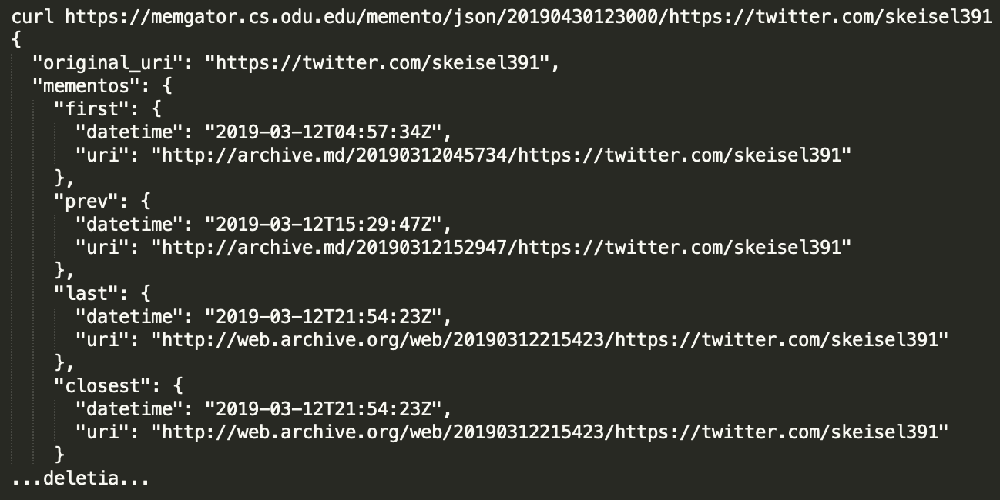 curl https://memgator.cs.odu.edu/memento/json/20190430123000/https://twitter.com/skeisel391
{
"original_uri": "https://twitter.com/skeisel391",
"mementos": {
"first": {
"datetime": "2019-03-12T04:57:34Z",
"uri": "http://archive.md/20190312045734/https://twitter.com/skeisel391"
},
"prev": {
"datetime": "2019-03-12T15:29:47Z",
"uri": "http://archive.md/20190312152947/https://twitter.com/skeisel391"
},
"last": {
"datetime": "2019-03-12T21:54:23Z",
"uri": "http://web.archive.org/web/20190312215423/https://twitter.com/skeisel391"
},
"closest": {
"datetime": "2019-03-12T21:54:23Z",
"uri": "http://web.archive.org/web/20190312215423/https://twitter.com/skeisel391"
}
...deletia...